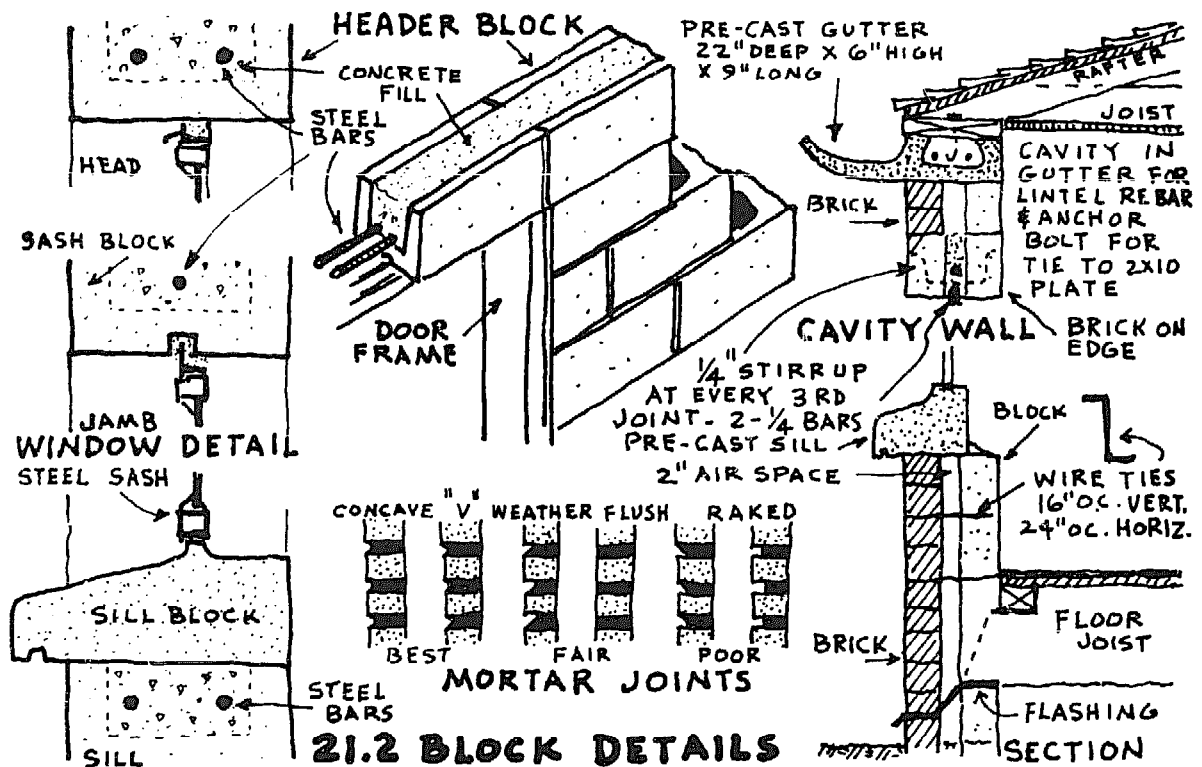 HEADER BLOCK
CONCRETE
FILL
STEEL
BARS
HEAD
SASH BLOCK
JAMB
WINDOW DETAIL
STEEL SASH
SILL BLOCK
STEEL
BARS
SILL
DOOR
FRAME
PRE-CAST GUTTER
22" DEEP X 6" HIGH
X 9" LONG
RAFTER
JOIST
CAVITY IN
GUTTER FOR
LINTEL REBAR
& ANCHOR
BOLT FOR
TIE TO 2X10
PLATE
BRICK
CAVITY WALL
BRICK ON
EDGE
1/4" STIRRUP
AT EVERY 3RD
JOINT - 2-1/4 BARS
PRE-CAST SILL
2" AIR SPACE
BLOCK
WIRE TIES
16" O.C. VERT.
24" O.C. HORIZ.
CONCAVE "V" WEATHER FLUSH RAKED
BEST FAIR POOR
MORTAR JOINTS
BRICK
FLOOR
JOIST
FLASHING
SECTION
21.2 BLOCK DETAILS